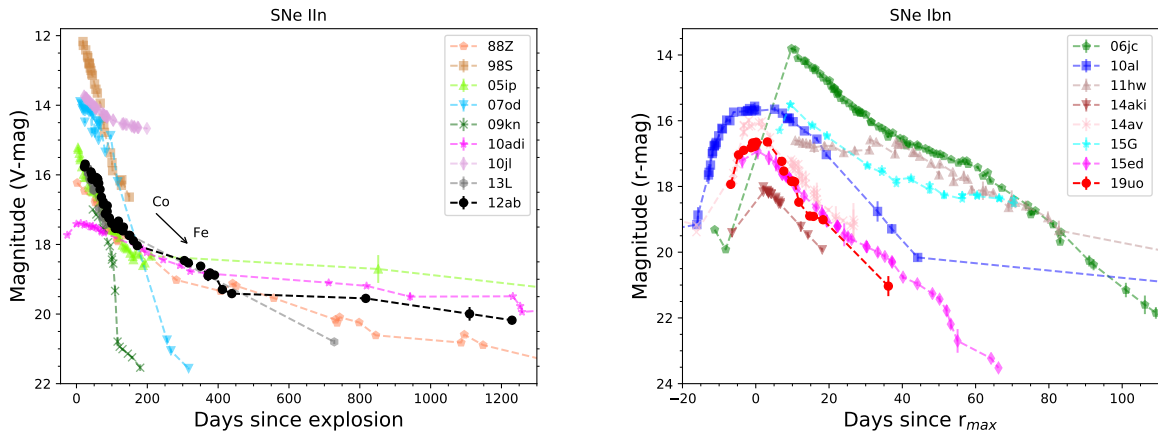 SNe IIn
12
14
16
18
20
22
Magnitude (V-mag)
0
200
400
600
800
1000
1200
Days since explosion
Co
Fe
88Z
98S
05ip
07od
09kn
10adi
10jl
13L
12ab
SNe Ibn
14
16
18
20
22
24
Magnitude (r-mag)
−20
0
20
40
60
80
100
Days since rmax
06jc
10al
11hw
14aki
14av
15G
15ed
19uo